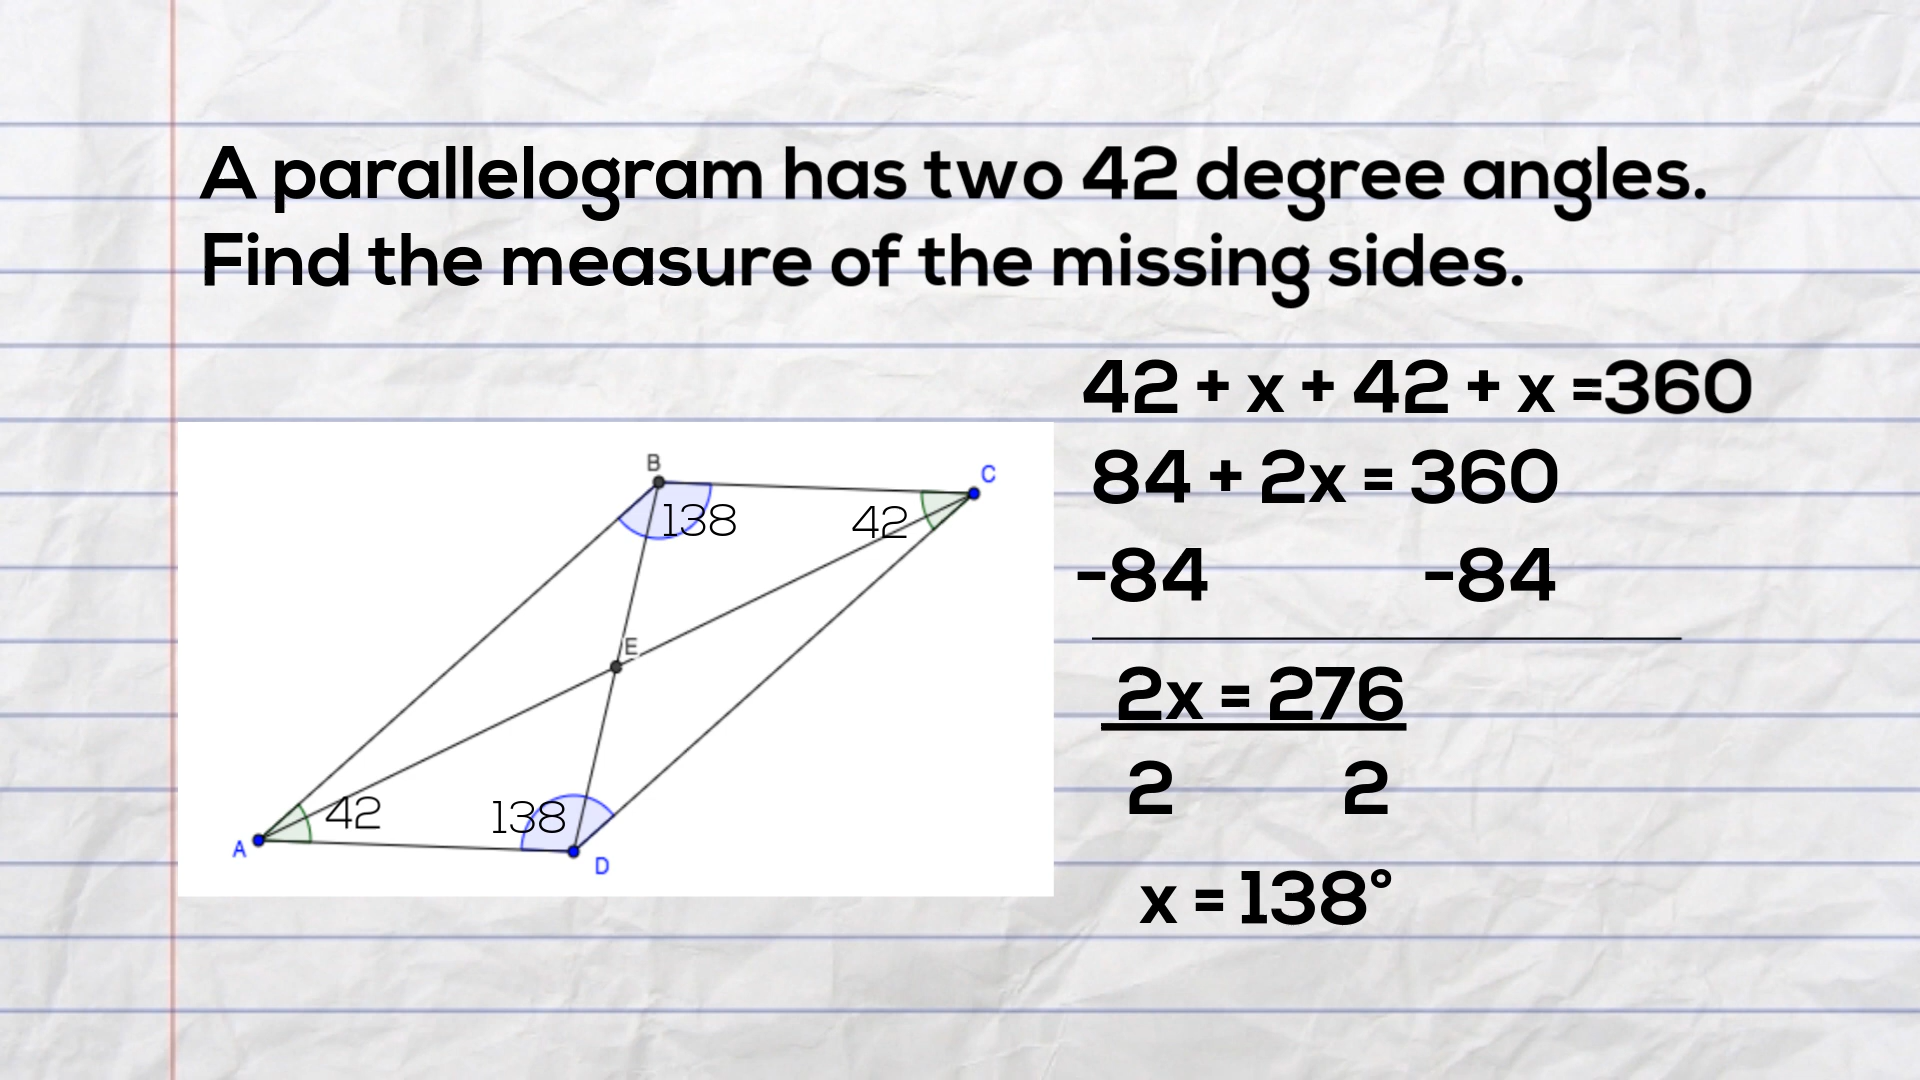 A parallelogram has two 42 degree angles.
Find the measure of the missing sides.
42 + x + 42 + x =360
84 + 2x = 360
-84 -84
2x = 276
2 2
x = 138°
B
C
138
42
E
42
138
A
D